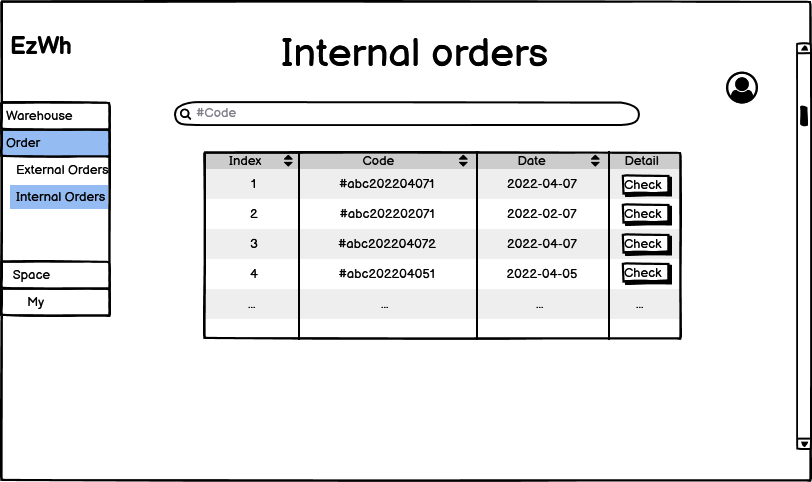 EzWh
Internal orders
#Code
Warehouse
Order
External Orders
Internal Orders
Space
My
Index Code Date Detail
1 #abc202204071 2022-04-07 Check
2 #abc202202071 2022-02-07 Check
3 #abc202204072 2022-04-07 Check
4 #abc202204051 2022-04-05 Check
... ... ... ...